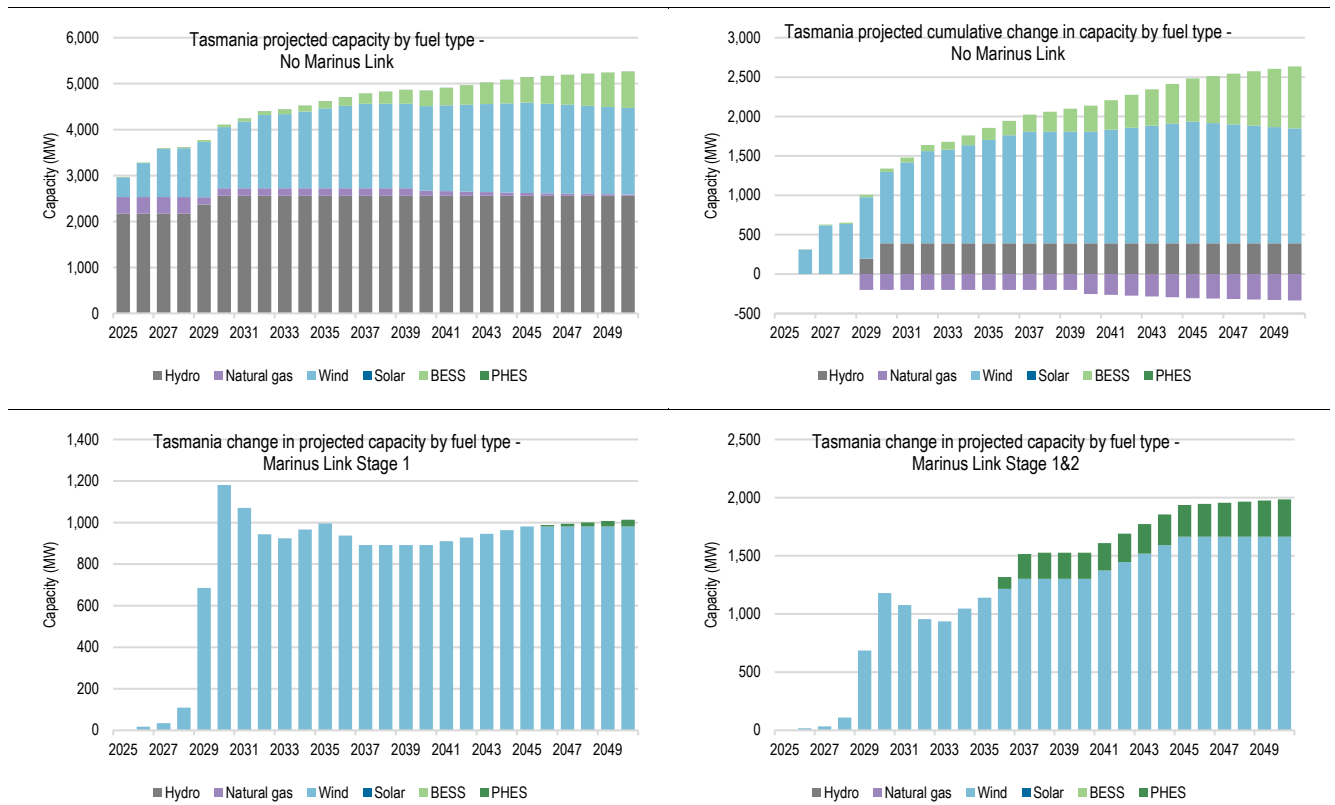 Tasmania projected capacity by fuel type -
No Marinus Link
Capacity (MW)
6,000
5,000
4,000
3,000
2,000
1,000
0
2025 2027 2029 2031 2033 2035 2037 2039 2041 2043 2045 2047 2049
Hydro Natural gas Wind Solar BESS PHES
Tasmania projected cumulative change in capacity by fuel type -
No Marinus Link
Capacity (MW)
3,000
2,500
2,000
1,500
1,000
500
0
-500
2025 2027 2029 2031 2033 2035 2037 2039 2041 2043 2045 2047 2049
Hydro Natural gas Wind Solar BESS PHES
Tasmania change in projected capacity by fuel type -
Marinus Link Stage 1
Capacity (MW)
1,400
1,200
1,000
800
600
400
200
0
2025 2027 2029 2031 2033 2035 2037 2039 2041 2043 2045 2047 2049
Hydro Natural gas Wind Solar BESS PHES
Tasmania change in projected capacity by fuel type -
Marinus Link Stage 1&2
Capacity (MW)
2,500
2,000
1,500
1,000
500
0
2025 2027 2029 2031 2033 2035 2037 2039 2041 2043 2045 2047 2049
Hydro Natural gas Wind Solar BESS PHES